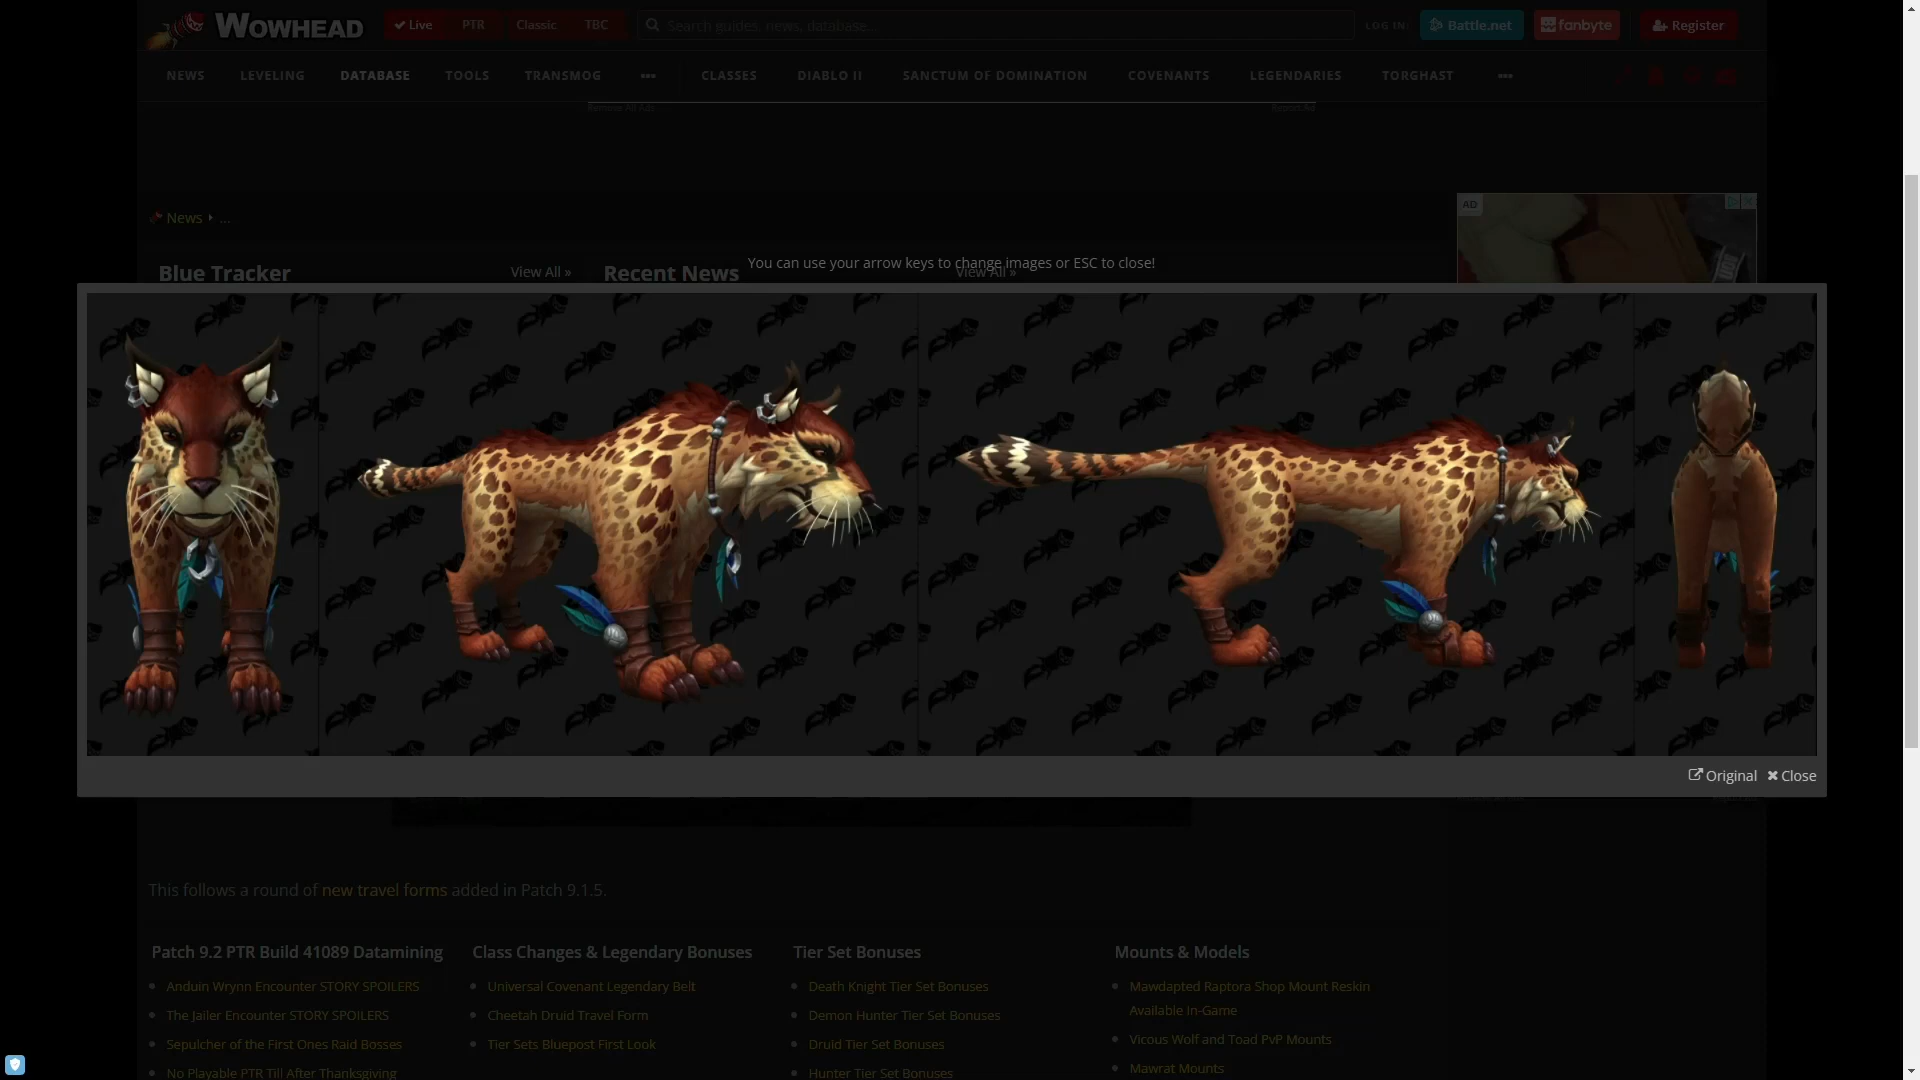 WOWHEAD
Live PTR Classic TBC
Search guides, news, database...
LOG IN Battle.net fanbyte Register
NEWS LEVELING DATABASE TOOLS TRANSMOG ••• CLASSES DIABLO II SANCTUM OF DOMINATION COVENANTS LEGENDARIES TORGHAST •••
Remove All Ads
AD
News ...
You can use your arrow keys to change images or ESC to close!
Blue Tracker View All » Recent News View All »
Original Close
This follows a round of new travel forms added in Patch 9.1.5.
Patch 9.2 PTR Build 41089 Datamining
Anduin Wrynn Encounter STORY SPOILERS
The Jailer Encounter STORY SPOILERS
Sepulcher of the First Ones Raid Bosses
No Playable PTR Till After Thanksgiving
Class Changes & Legendary Bonuses
Universal Covenant Legendary Belt
Cheetah Druid Travel Form
Tier Sets Bluepost First Look
Tier Set Bonuses
Death Knight Tier Set Bonuses
Demon Hunter Tier Set Bonuses
Druid Tier Set Bonuses
Hunter Tier Set Bonuses
Mounts & Models
Mawdapted Raptora Shop Mount Reskin
Available In-Game
Vicous Wolf and Toad PvP Mounts
Mawrat Mounts